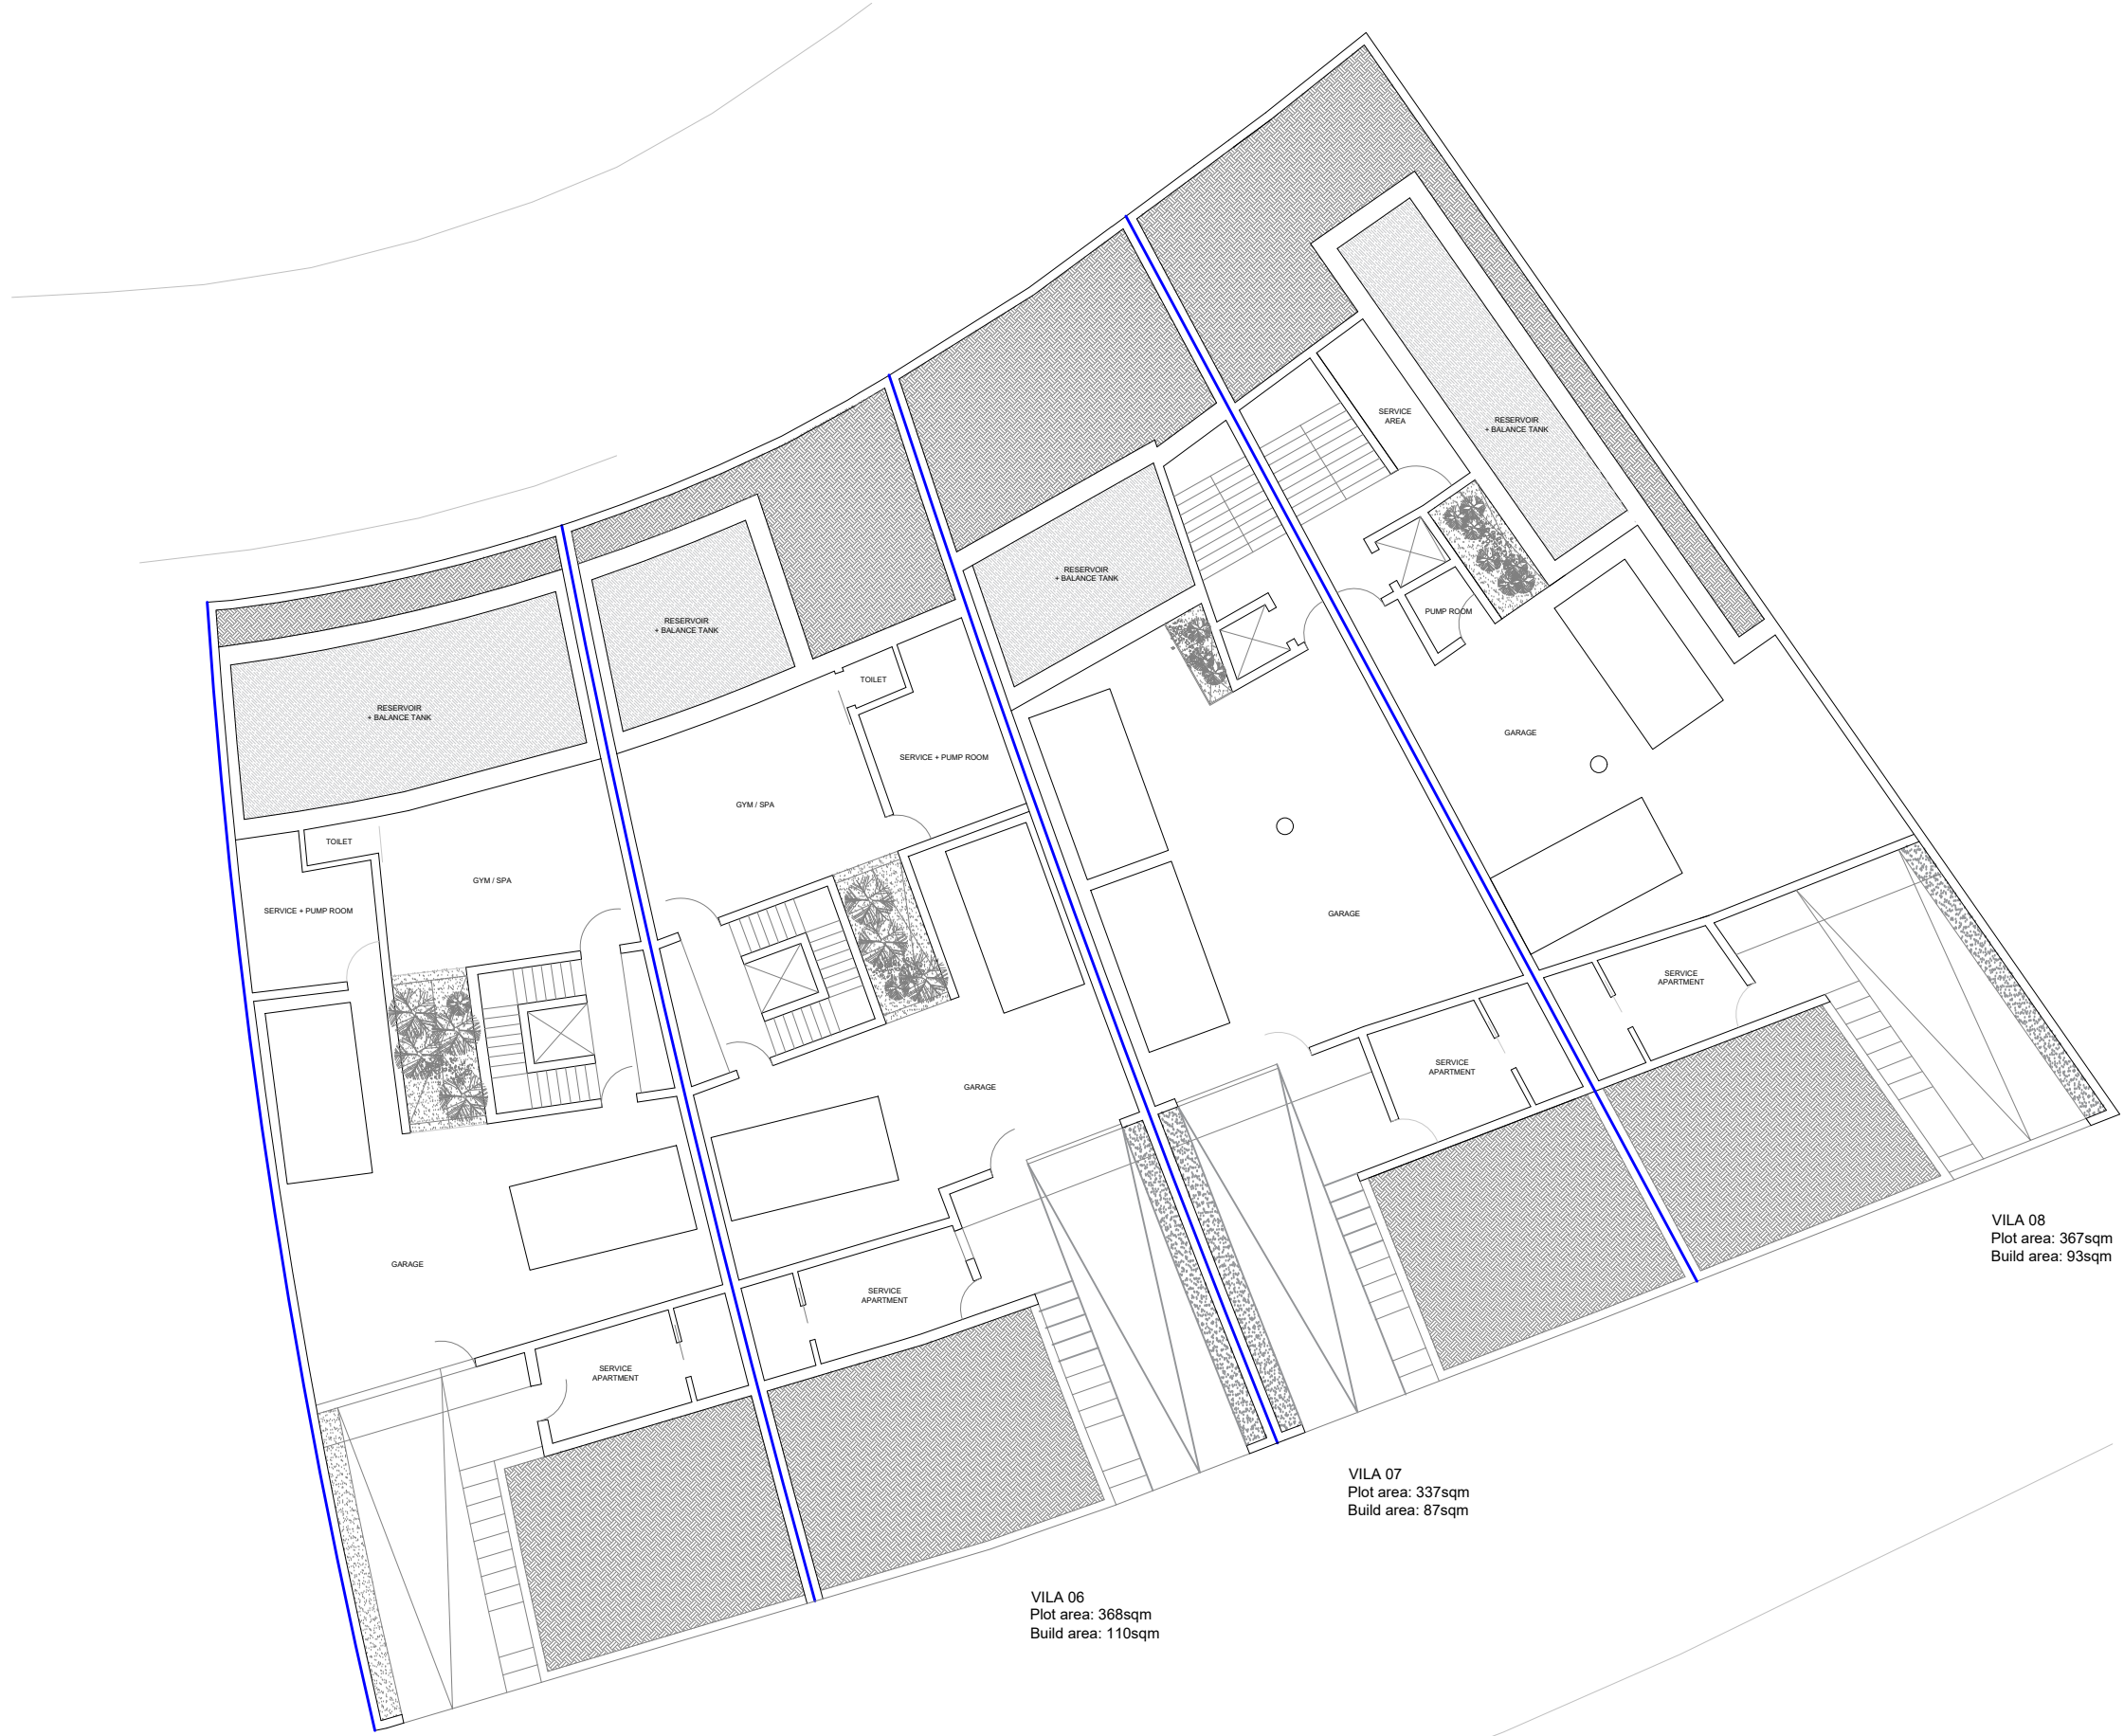 RESERVOIR
+ BALANCE TANK
TOILET
GYM / SPA
SERVICE + PUMP ROOM
GARAGE
SERVICE
APARTMENT
RESERVOIR
+ BALANCE TANK
TOILET
SERVICE + PUMP ROOM
GYM / SPA
GARAGE
SERVICE
APARTMENT
VILA 06
Plot area: 368sqm
Build area: 110sqm
RESERVOIR
+ BALANCE TANK
GARAGE
SERVICE
APARTMENT
VILA 07
Plot area: 337sqm
Build area: 87sqm
SERVICE
AREA
RESERVOIR
+ BALANCE TANK
PUMP ROOM
GARAGE
SERVICE
APARTMENT
VILA 08
Plot area: 367sqm
Build area: 93sqm